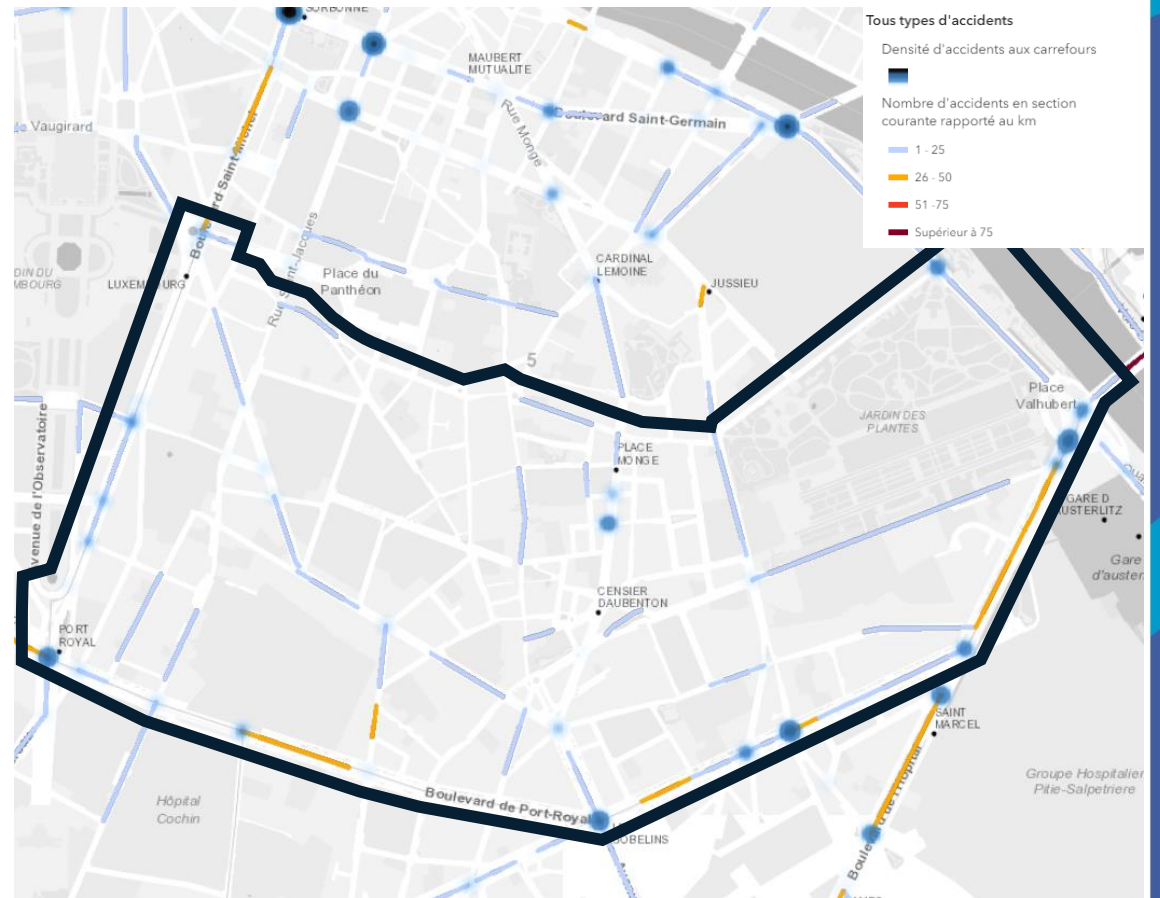 SORBONNE
Tous types d'accidents
Densité d'accidents aux carrefours
Nombre d'accidents en section
courante rapporté au km
1 - 25
26 - 50
51 -75
Supérieur à 75
MAUBERT
MUTUALITE
Boulevard Saint-Germain
Rue Monge
de Vaugirard
Boulevard Saint-Michel
Rue Saint-Jacques
CARDINAL
LEMOINE
JUSSIEU
Place du
Panthéon
LUXEMBOURG
5
Place
Valhubert
JARDIN DES
PLANTES
Avenue de l'Observatoire
PLACE
MONGE
GARE D
AUSTERLITZ
Gare
d'auster
CENSIER
DAUBENTON
PORT
ROYAL
SAINT
MARCEL
Boulevard de l'Hôpital
Groupe Hospitalier
Pitie-Salpetriere
Hôpital
Cochin
Boulevard de Port-Royal
GOBELINS